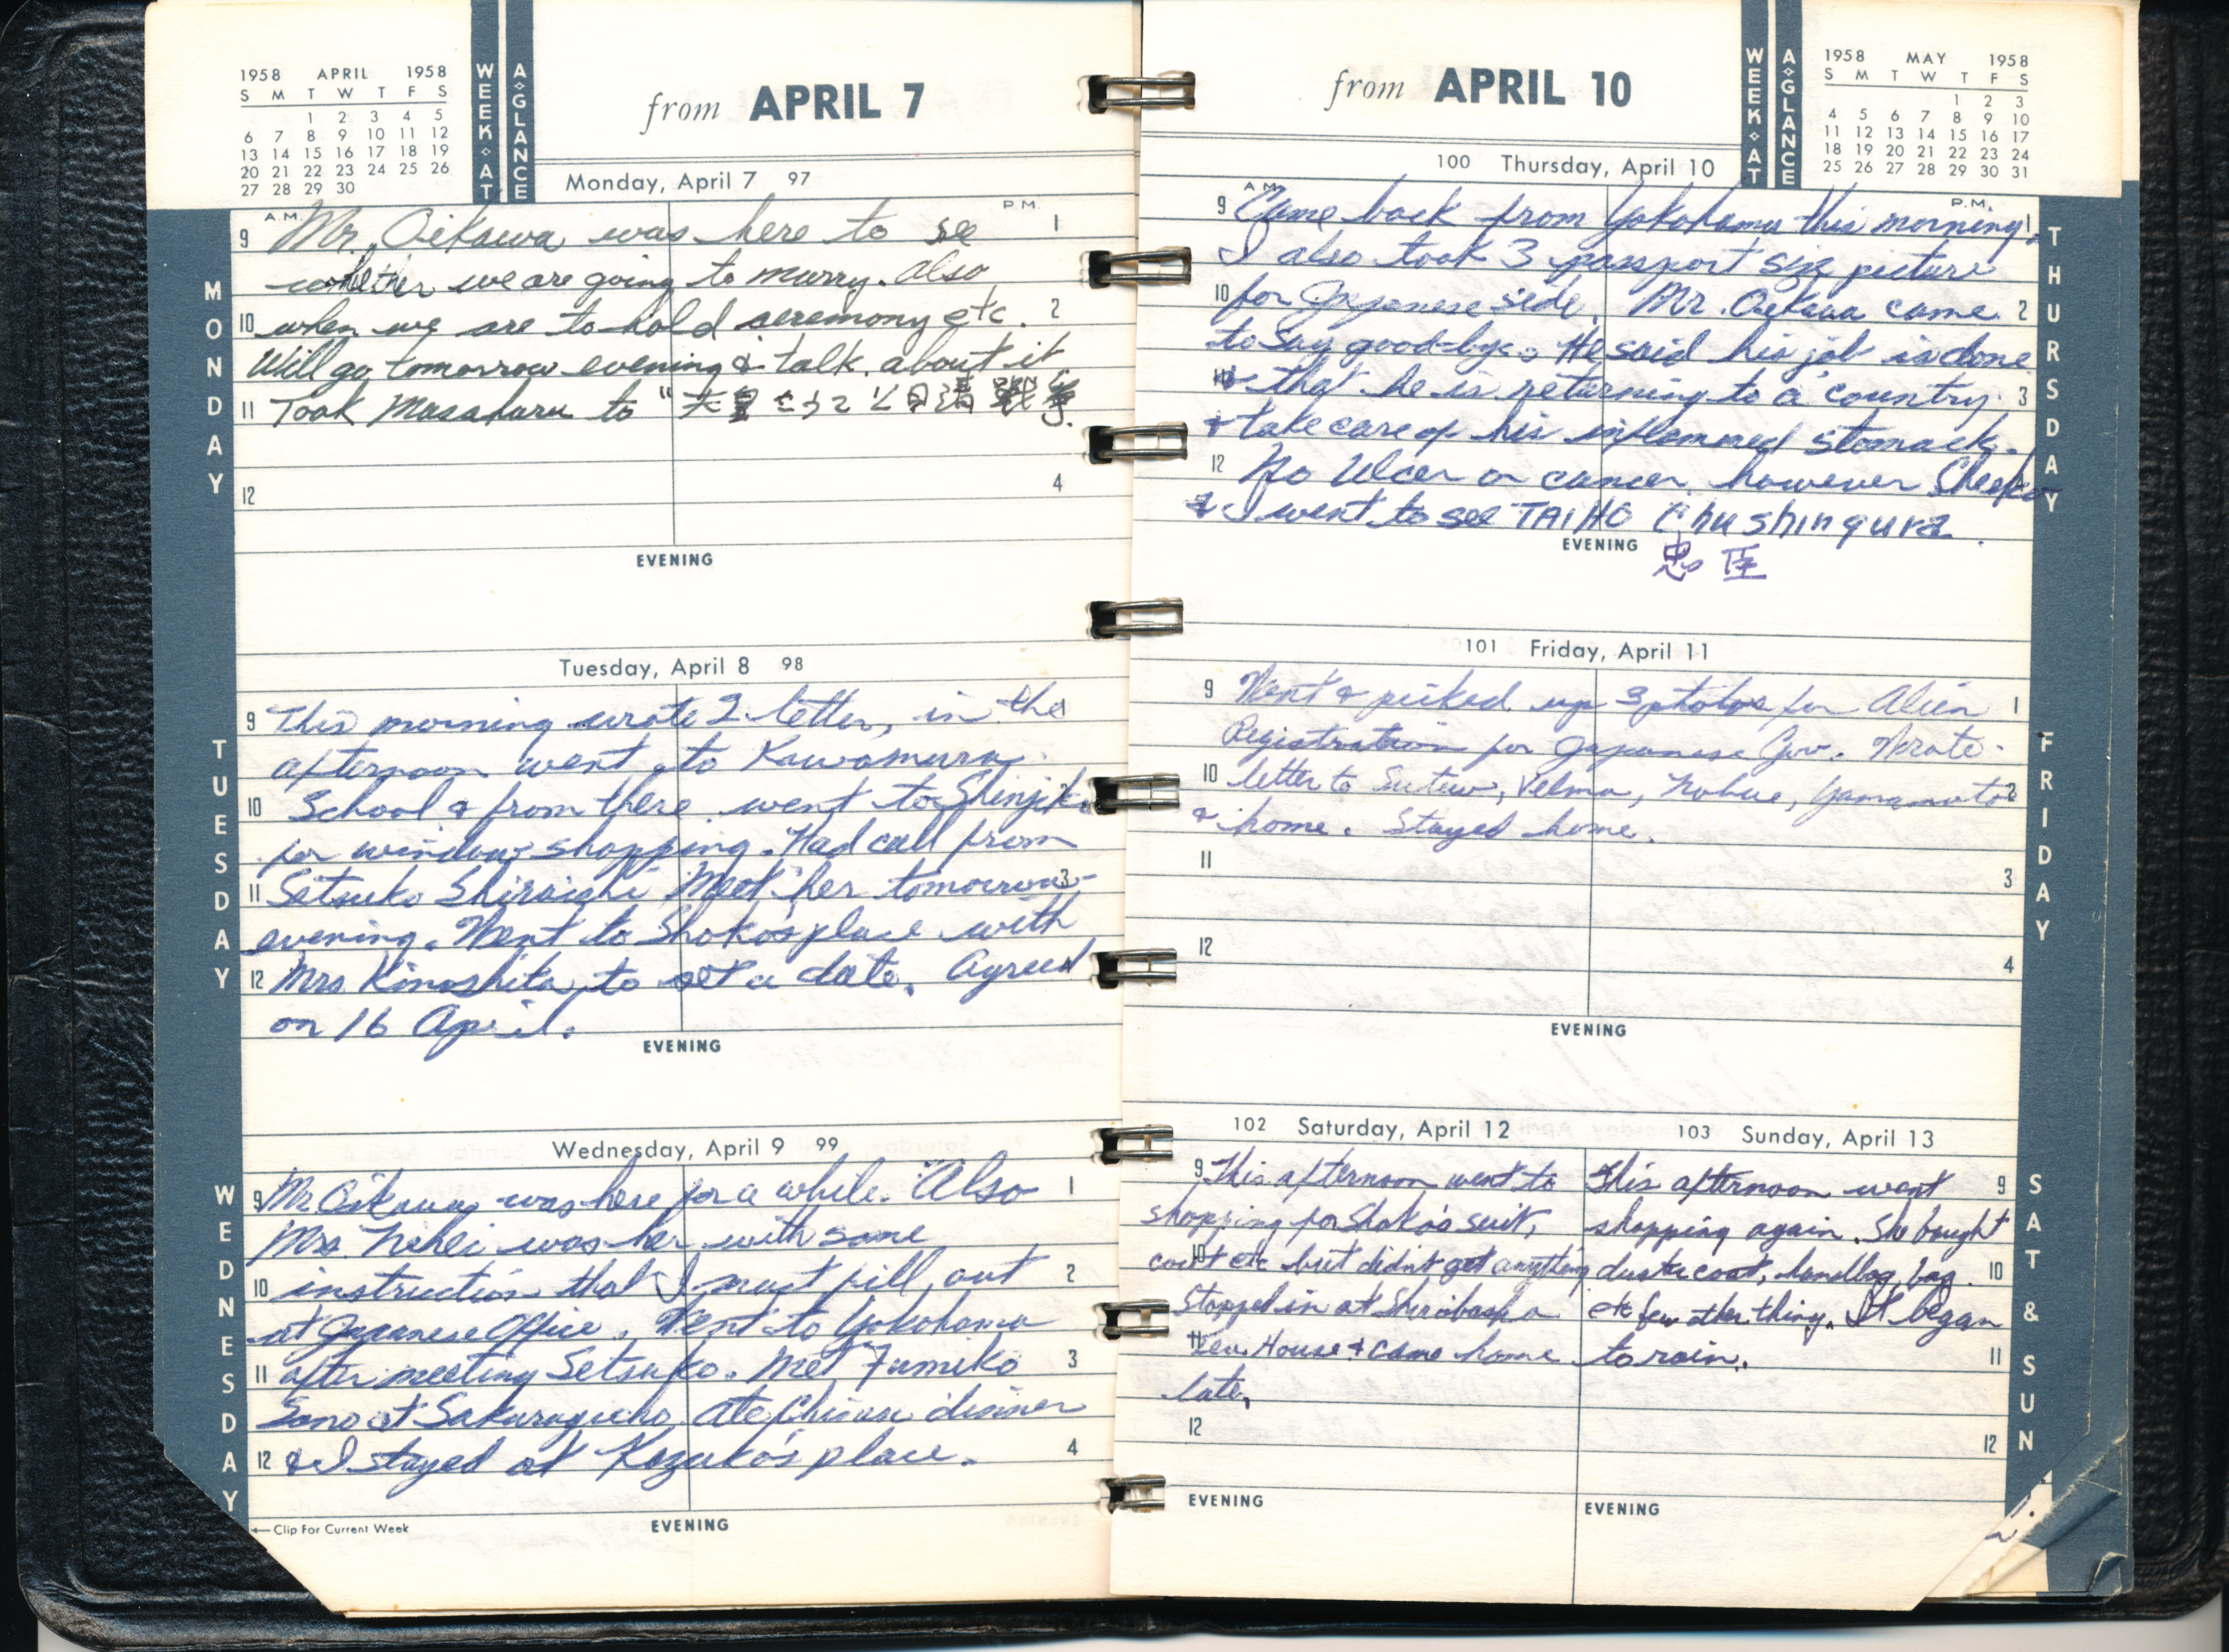 1958 APRIL 1958
S M T W T F S
1 2 3 4 5
6 7 8 9 10 11 12
13 14 15 16 17 18 19
20 21 22 23 24 25 26
27 28 29 30
WEEK AT A GLANCE
from APRIL 7
Monday, April 7 97
MONDAY
A.M. P.M.
9 Mr. Oikawa was here to see 1
whether we are going to marry. Also
10 when we are to hold ceremony etc. 2
Will go tomorrow evening & talk about it
11 Took Masaharu to "天皇 日清戦争
12 4
EVENING
Tuesday, April 8 98
TUESDAY
9 This morning wrote 2 letter, in the
afternoon went to Kawamura
10 School & from there went to Shinjiku
for window shopping. Had call from
11 Setsuko Shiraishi Meet her tomorrow 3
evening. Went to Shoko's place with
12 Mrs Kinoshita to set a date. Agreed
on 16 April.
EVENING
Wednesday, April 9 99
WEDNESDAY
9 Mr Oikawa was here for a while. Also 1
Mrs. was her with some
10 instruction that I must fill out 2
at Japanese Office. Went to Yokohama
11 after meeting Setsuko. Met Fumiko 3
Sano at Sakuragicho. Ate Chinese dinner
12 & I stayed at Kazuko's place. 4
← Clip For Current Week
EVENING
from APRIL 10
WEEK AT A GLANCE
1958 MAY 1958
S M T W T F S
1 2 3
4 5 6 7 8 9 10
11 12 13 14 15 16 17
18 19 20 21 22 23 24
25 26 27 28 29 30 31
100 Thursday, April 10
THURSDAY
A.M. P.M.
9 Came back from Yokohama this morning. 1
I also took 3 passport size picture
10 for Japanese side. Mr. Oikawa came 2
to say good-bye. He said his job is done
11 & that he is returning to a country 3
& take care of his inflammed stomack.
12 No Ulcer or cancer however
& I went to see TAIHO Chushingura.
EVENING 忠臣
101 Friday, April 11
FRIDAY
9 Went & picked up 3 photos for Alien 1
Registration for Japanese Gov. Wrote
10 letter to Velma, Nobue, Yamamoto 2
& home. Stayed home.
11
3
12
4
EVENING
102 Saturday, April 12
SAT & SUN
9 This afternoon went to
shopping for Shoko's suit,
10 coat etc but didn't get anything
Stopped in at
11 House & came home
late,
12
EVENING
103 Sunday, April 13
This afternoon went 9
shopping again. She bought
duster coat, handbag, bag. 10
etc few other thing. It began
to rain. 11
12
EVENING